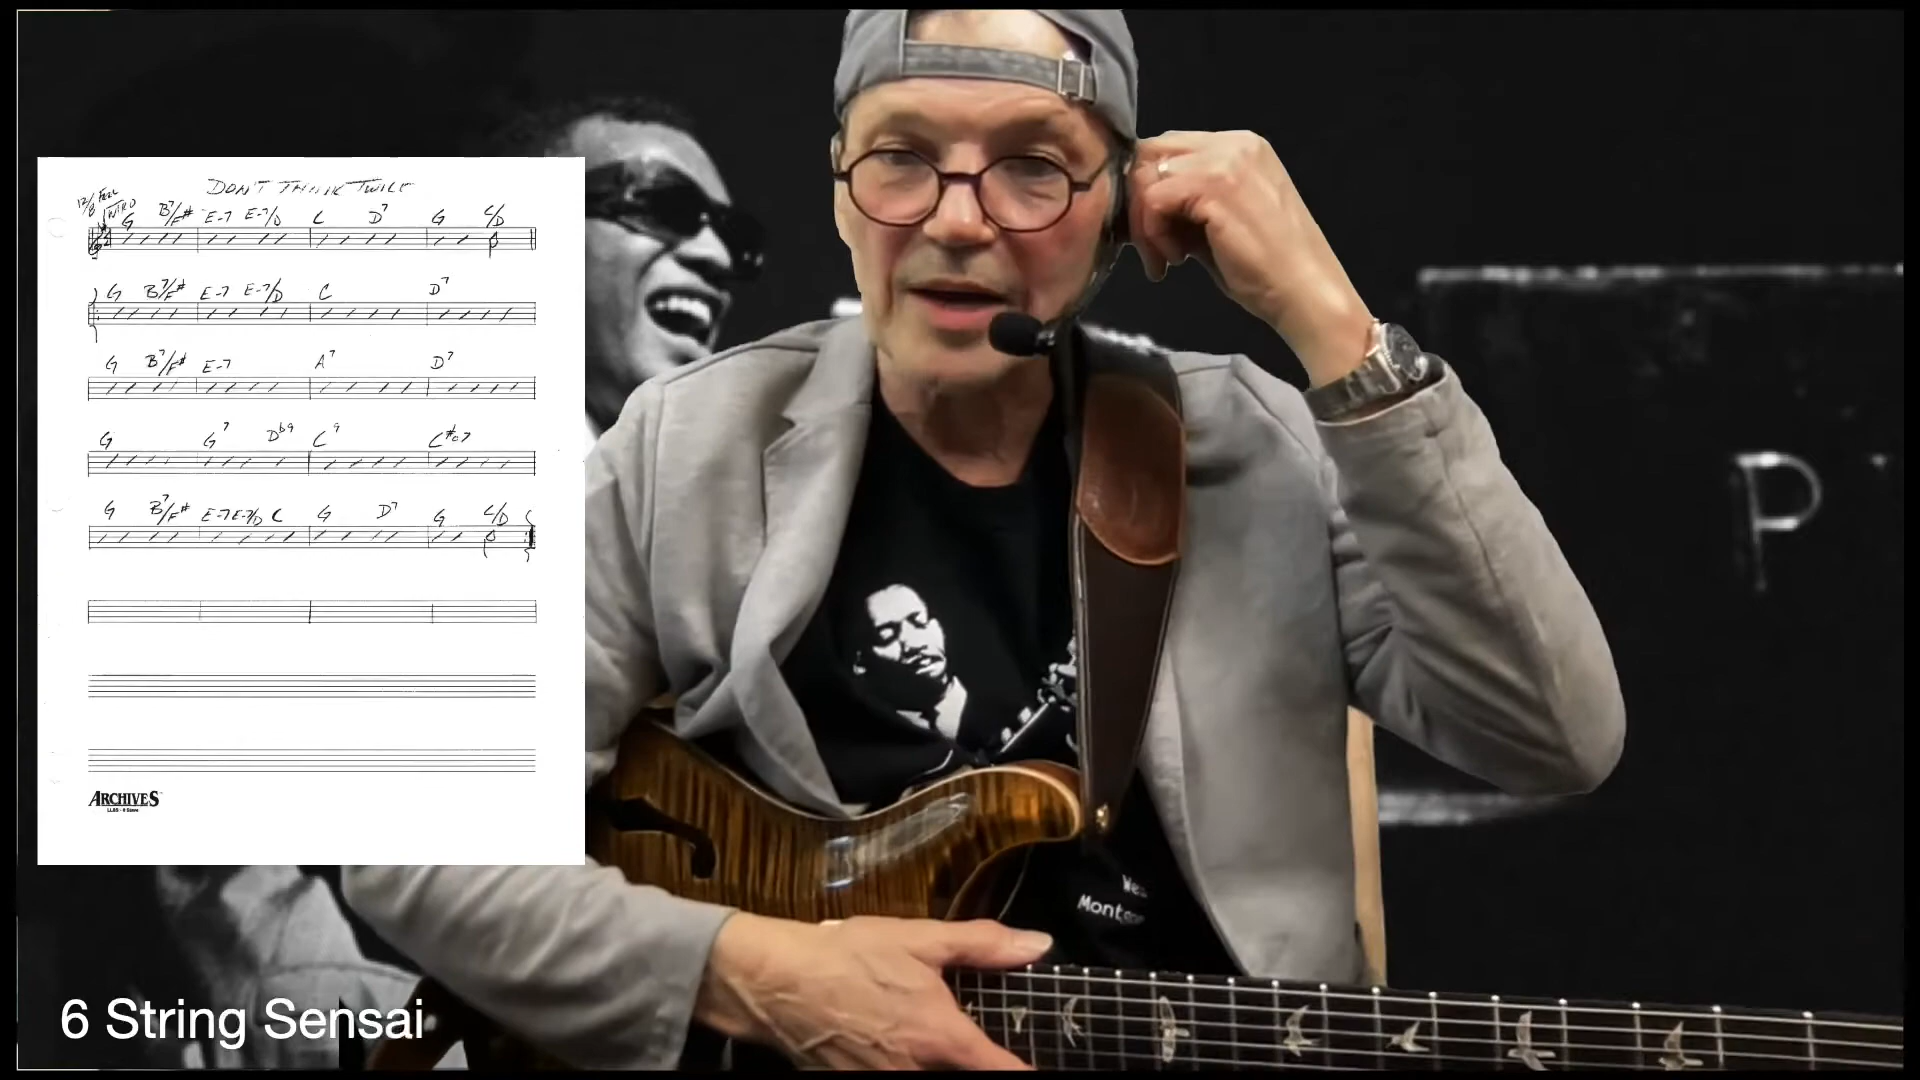 DON'T THINK TWICE
12/8 FEEL
INTRO
G B7/F# E-7 E-7/D C D7 G C/D
G B7/F# E-7 E-7/D C D7
G B7/F# E-7 A7 D7
G G7 Db9 C9 C#o7
G B7/F# E-7 E-7/D C G D7 G C/D
ARCHIVES
Wes
Montgo
P
6 String Sensai